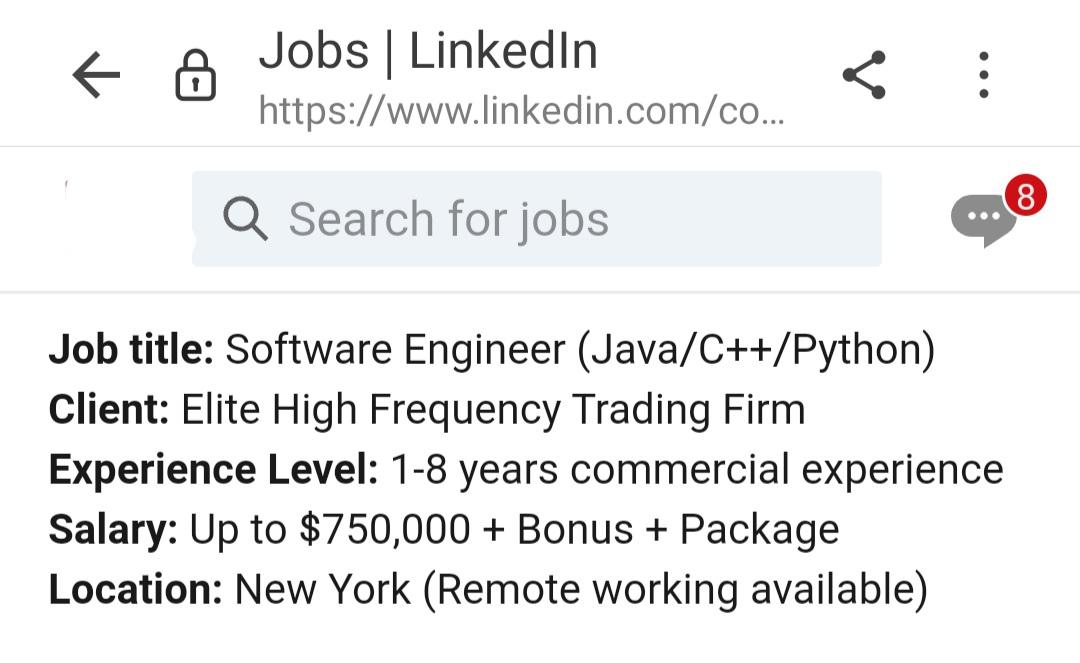 Jobs | LinkedIn
https://www.linkedin.com/co...
Search for jobs
8
Job title: Software Engineer (Java/C++/Python)
Client: Elite High Frequency Trading Firm
Experience Level: 1-8 years commercial experience
Salary: Up to $750,000 + Bonus + Package
Location: New York (Remote working available)